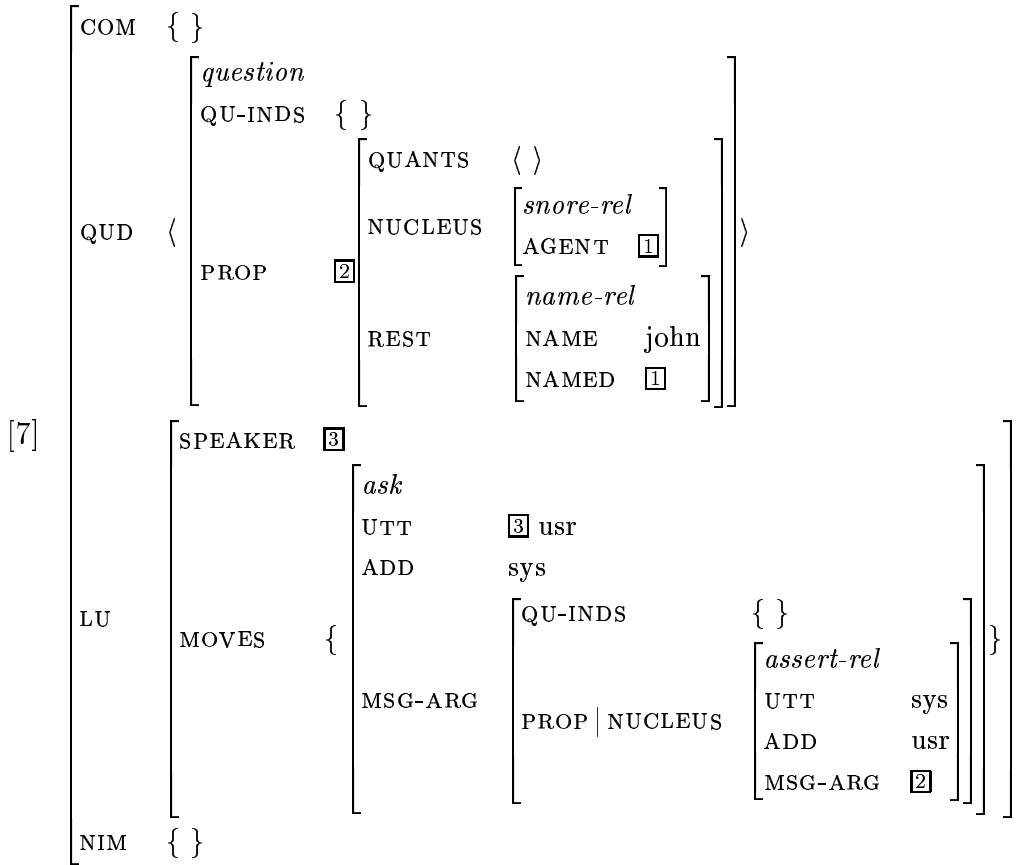 COM { }
question
QU-INDS { }
QUANTS ⟨ ⟩
snore-rel
NUCLEUS
QUD ⟨ ⟩
AGENT 1
PROP 2
name-rel
REST NAME john
NAMED 1
[7]
SPEAKER 3
ask
UTT 3 usr
ADD sys
QU-INDS { }
LU
MOVES { }
assert-rel
MSG-ARG UTT sys
PROP | NUCLEUS
ADD usr
MSG-ARG 2
NIM { }